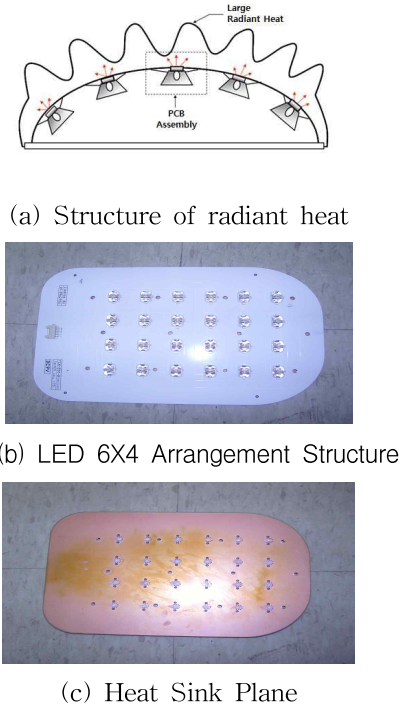 Large
Radiant Heat
PCB
Assembly
(a) Structure of radiant heat
(b) LED 6X4 Arrangement Structure
(c) Heat Sink Plane